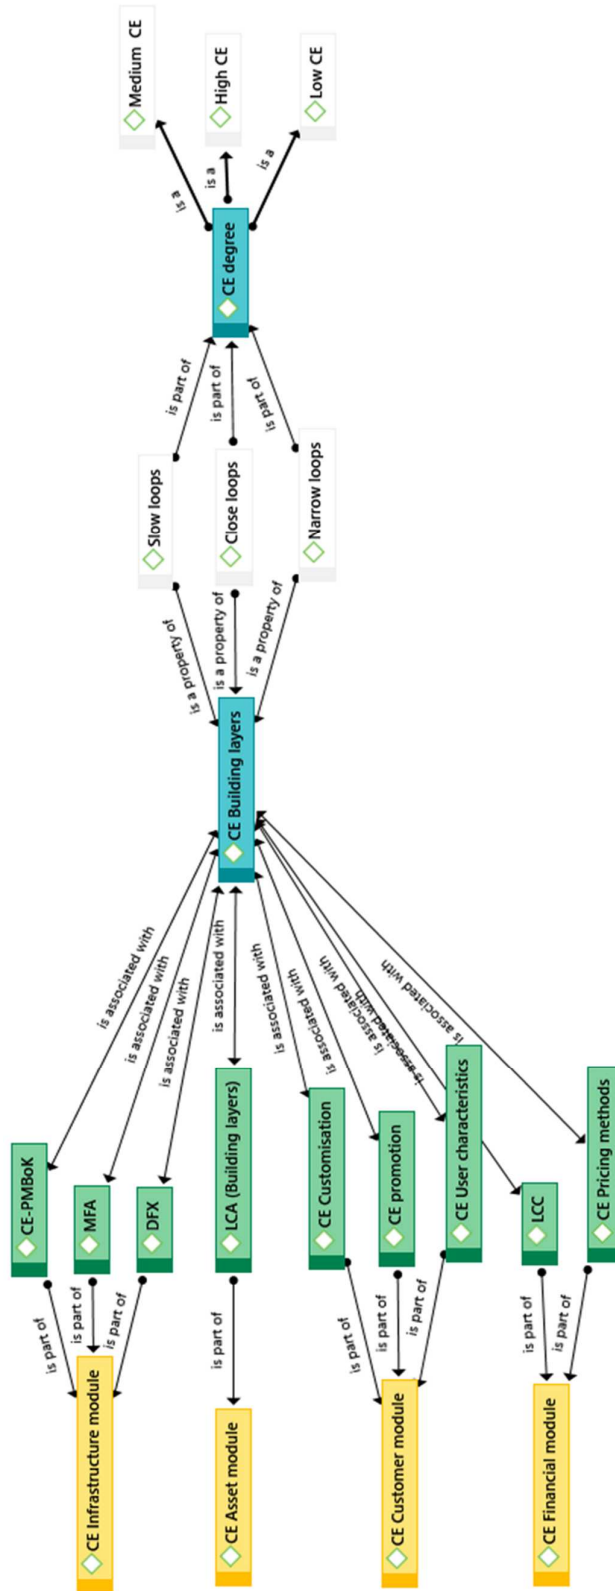 CE Infrastructure module
CE Asset module
CE Customer module
CE Financial module
is part of
is part of
is part of
is part of
is part of
is part of
is part of
is part of
is part of
CE-PMBoK
MFA
DFX
LCA (Building layers)
CE Customisation
CE promotion
CE User characteristics
LCC
CE Pricing methods
is associated with
is associated with
is associated with
is associated with
is associated with
is associated with
is associated with
is associated with
is associated with
CE Building layers
is a property of
is a property of
is a property of
Slow loops
Close loops
Narrow loops
is part of
is part of
is part of
CE degree
is a
is a
is a
Medium CE
High CE
Low CE